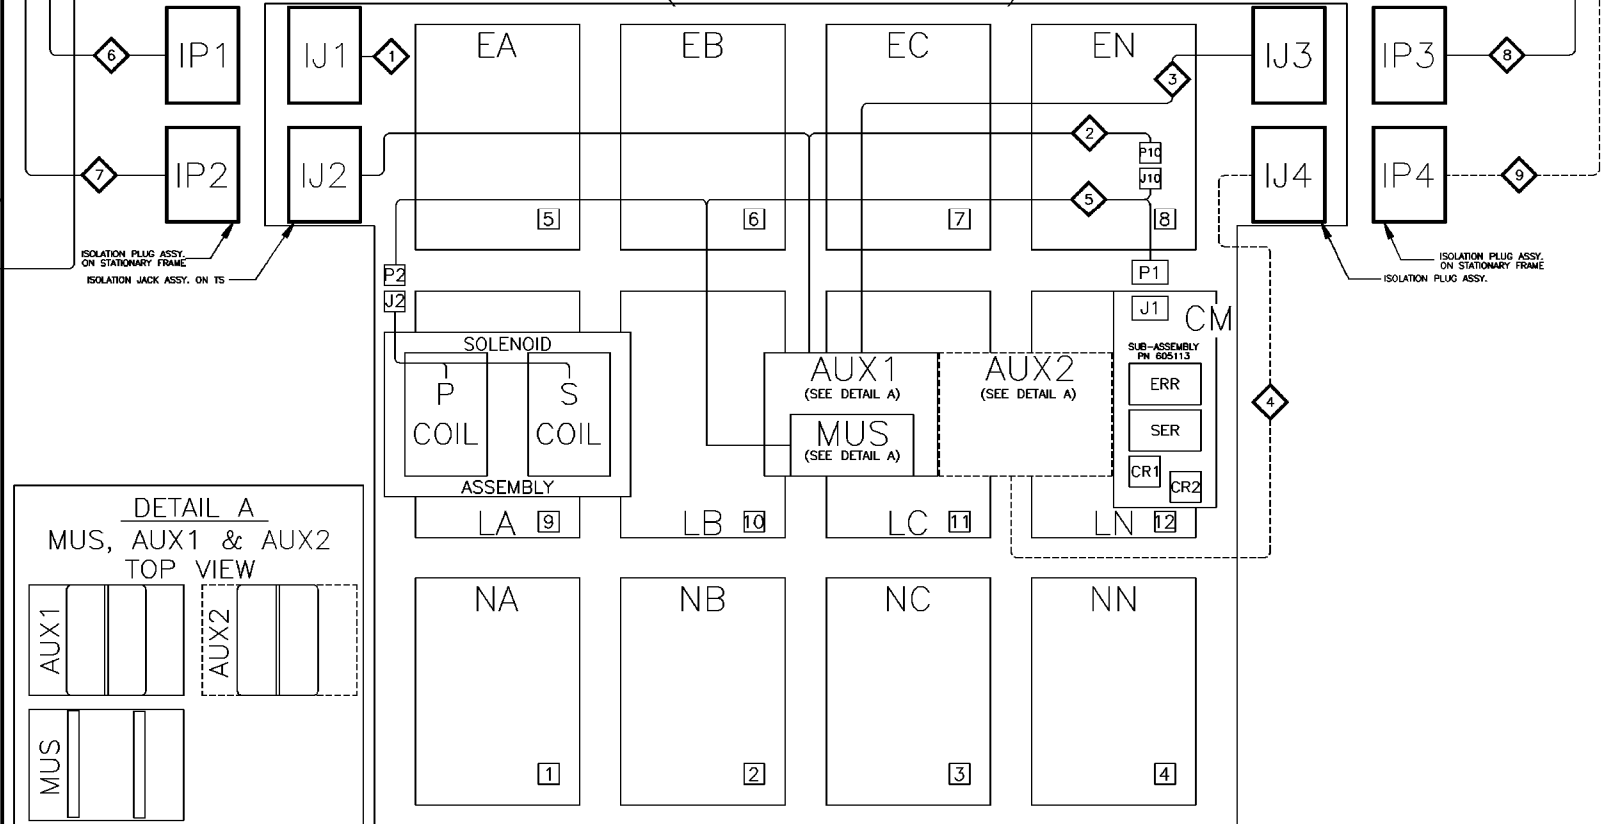 6
IP1
IJ1
1
EA
EB
EC
EN
3
IJ3
IP3
8
7
IP2
IJ2
2
P10
J10
5
IJ4
IP4
9
5
6
7
8
ISOLATION PLUG ASSY.
ON STATIONARY FRAME
ISOLATION JACK ASSY. ON TS
ISOLATION PLUG ASSY.
ON STATIONARY FRAME
ISOLATION PLUG ASSY.
P2
J2
P1
J1
CM
SUB-ASSEMBLY
PN 605113
ERR
SER
CR1
CR2
4
SOLENOID
P
COIL
S
COIL
ASSEMBLY
AUX1
(SEE DETAIL A)
MUS
(SEE DETAIL A)
AUX2
(SEE DETAIL A)
LA
9
LB
10
LC
11
LN
12
DETAIL A
MUS, AUX1 & AUX2
TOP VIEW
AUX1
AUX2
MUS
NA
NB
NC
NN
1
2
3
4